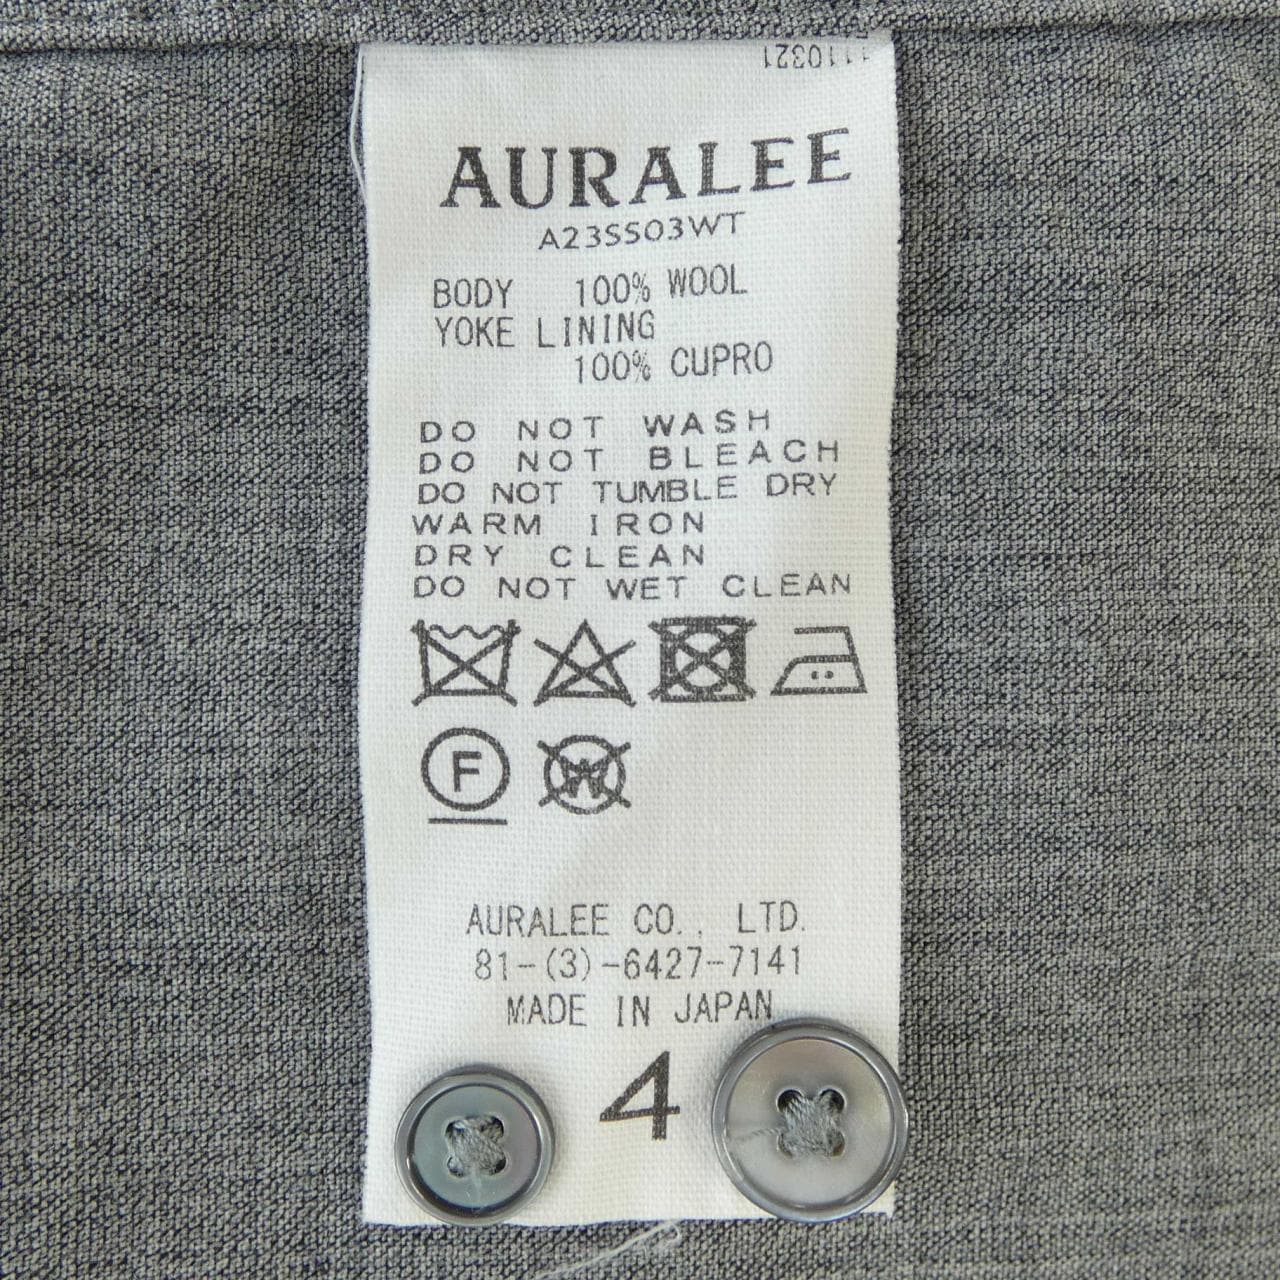 AURALEE
A23SS03WT
BODY 100% WOOL
YOKE LINING
100% CUPRO
DO NOT WASH
DO NOT BLEACH
DO NOT TUMBLE DRY
WARM IRON
DRY CLEAN
DO NOT WET CLEAN
F
W
AURALEE CO., LTD.
81-(3)-6427-7141
MADE IN JAPAN
4